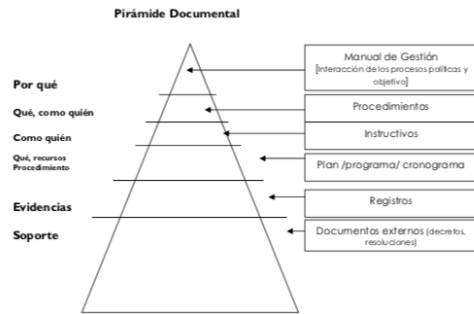 Pirámide Documental
Manual de Gestión
[Interacción de los procesos políticas y
objetivo]
Por qué
Procedimientos
Qué, como quién
Instructivos
Como quién
Qué, recursos
Procedimiento
Plan /programa/ cronograma
Registros
Evidencias
Soporte
Documentos externos (decretos,
resoluciones)